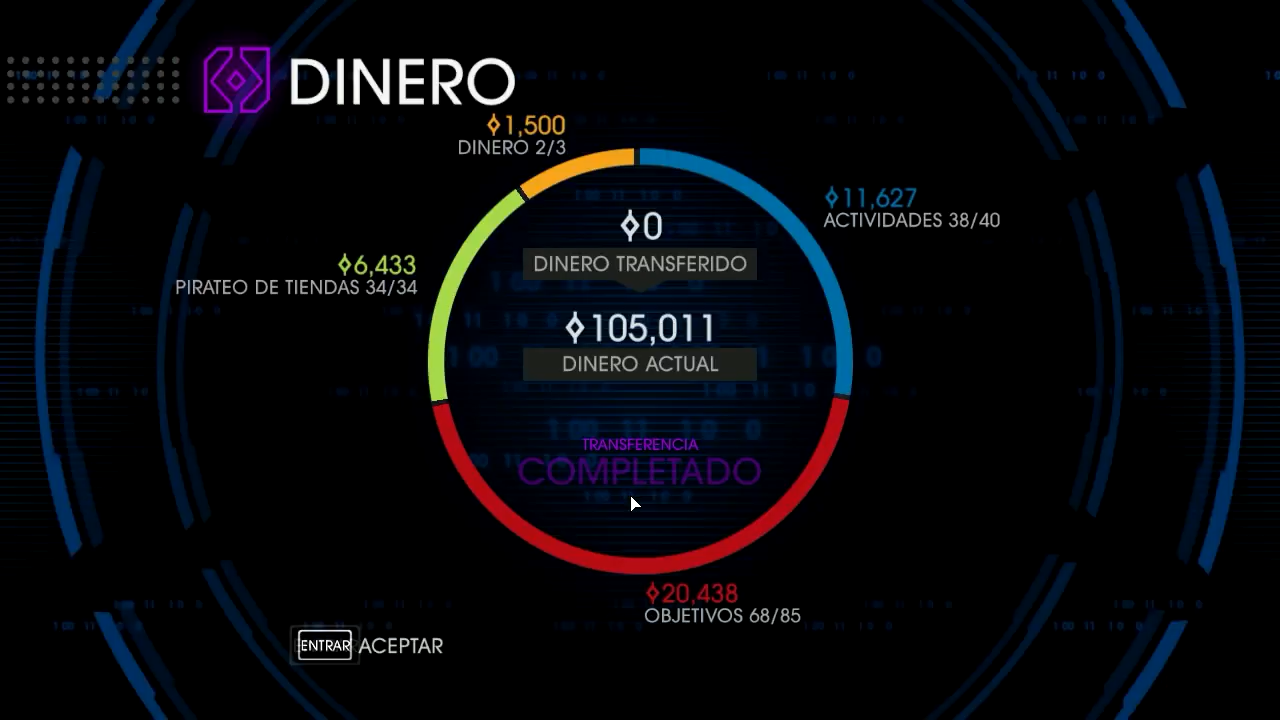 DINERO
1,500
DINERO 2/3
11,627
ACTIVIDADES 38/40
0
DINERO TRANSFERIDO
6,433
PIRATEO DE TIENDAS 34/34
105,011
DINERO ACTUAL
TRANSFERENCIA
COMPLETADO
20,438
OBJETIVOS 68/85
ENTRAR ACEPTAR